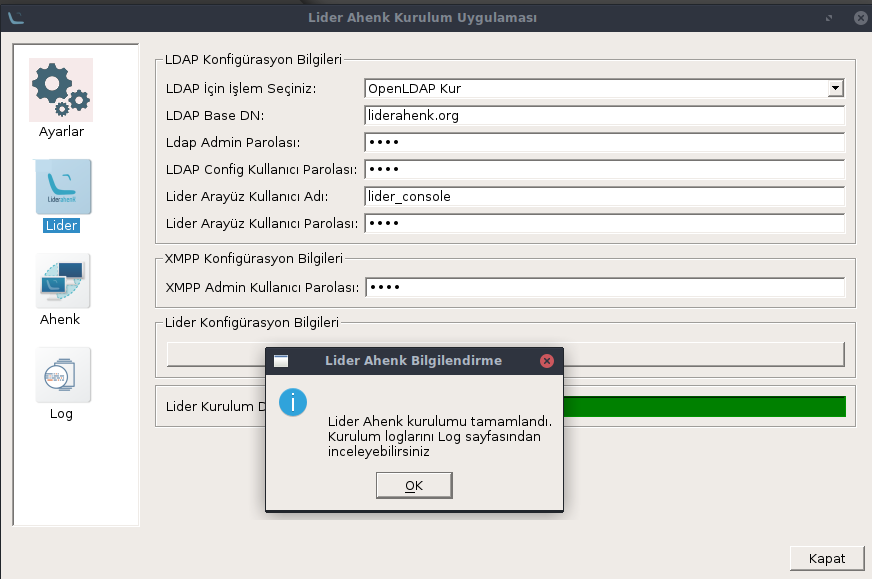 Lider Ahenk Kurulum Uygulaması
Ayarlar
Liderahenk
Lider
Ahenk
Log
LDAP Konfigürasyon Bilgileri
LDAP İçin İşlem Seçiniz: OpenLDAP Kur
LDAP Base DN: liderahenk.org
Ldap Admin Parolası: ••••
LDAP Config Kullanıcı Parolası: ••••
Lider Arayüz Kullanıcı Adı: lider_console
Lider Arayüz Kullanıcı Parolası: ••••
XMPP Konfigürasyon Bilgileri
XMPP Admin Kullanıcı Parolası: ••••
Lider Konfigürasyon Bilgileri
Lider Kurulum D
Lider Ahenk Bilgilendirme
Lider Ahenk kurulumu tamamlandı.
Kurulum loglarını Log sayfasından
inceleyebilirsiniz
OK
Kapat